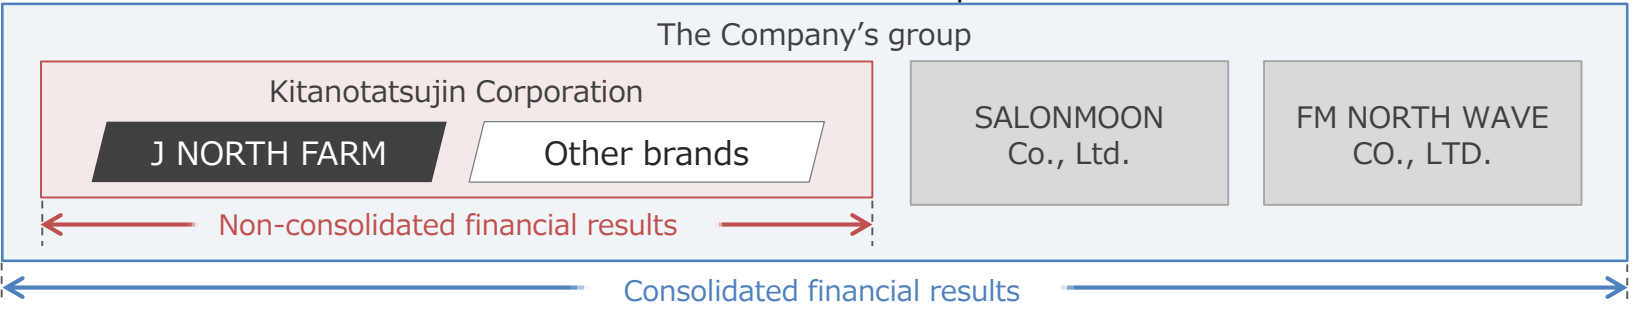 The Company’s group
Kitanotatsujin Corporation
J NORTH FARM
Other brands
SALONMOON
Co., Ltd.
FM NORTH WAVE
CO., LTD.
Non-consolidated financial results
Consolidated financial results